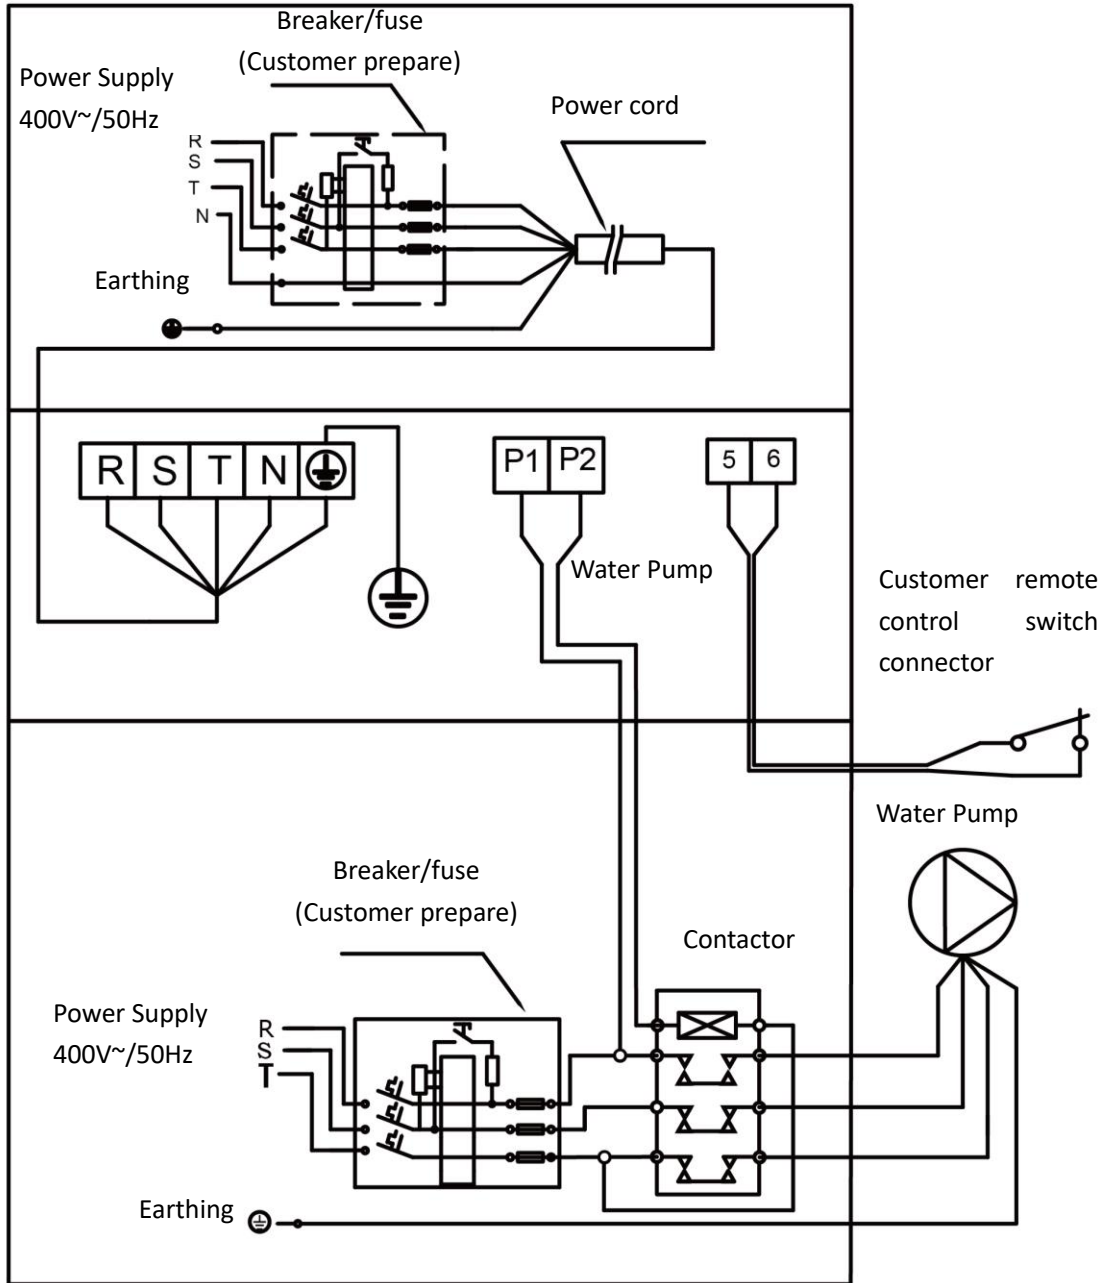 Breaker/fuse
(Customer prepare)
Power Supply
400V~/50Hz
Power cord
R
S
T
N
Earthing
R S T N
P1 P2
5 6
Water Pump
Customer remote
control switch
connector
Water Pump
Breaker/fuse
(Customer prepare)
Contactor
Power Supply
400V~/50Hz
R
S
T
Earthing